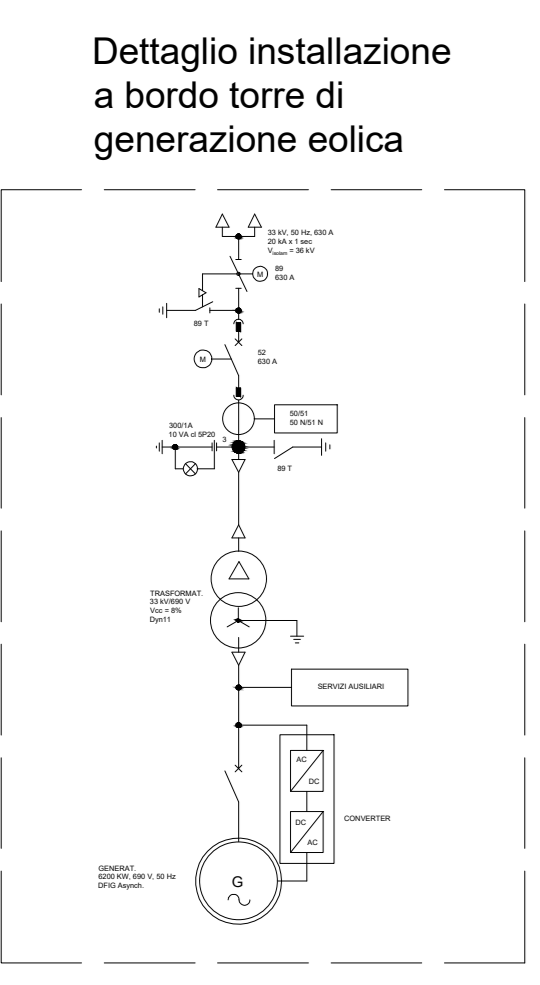 Dettaglio installazione
a bordo torre di
generazione eolica
33 kV, 50 Hz, 630 A
20 kA x 1 sec
Visolam = 36 kV
M
89
630 A
89 T
M
52
630 A
50/51
50 N/51 N
300/1A
10 VA cl 5P20
3
89 T
TRASFORMAT.
33 kV/690 V
Vcc = 8%
Dyn11
SERVIZI AUSILIARI
AC
DC
DC
AC
CONVERTER
GENERAT.
6200 KW, 690 V, 50 Hz
DFIG Asynch.
G